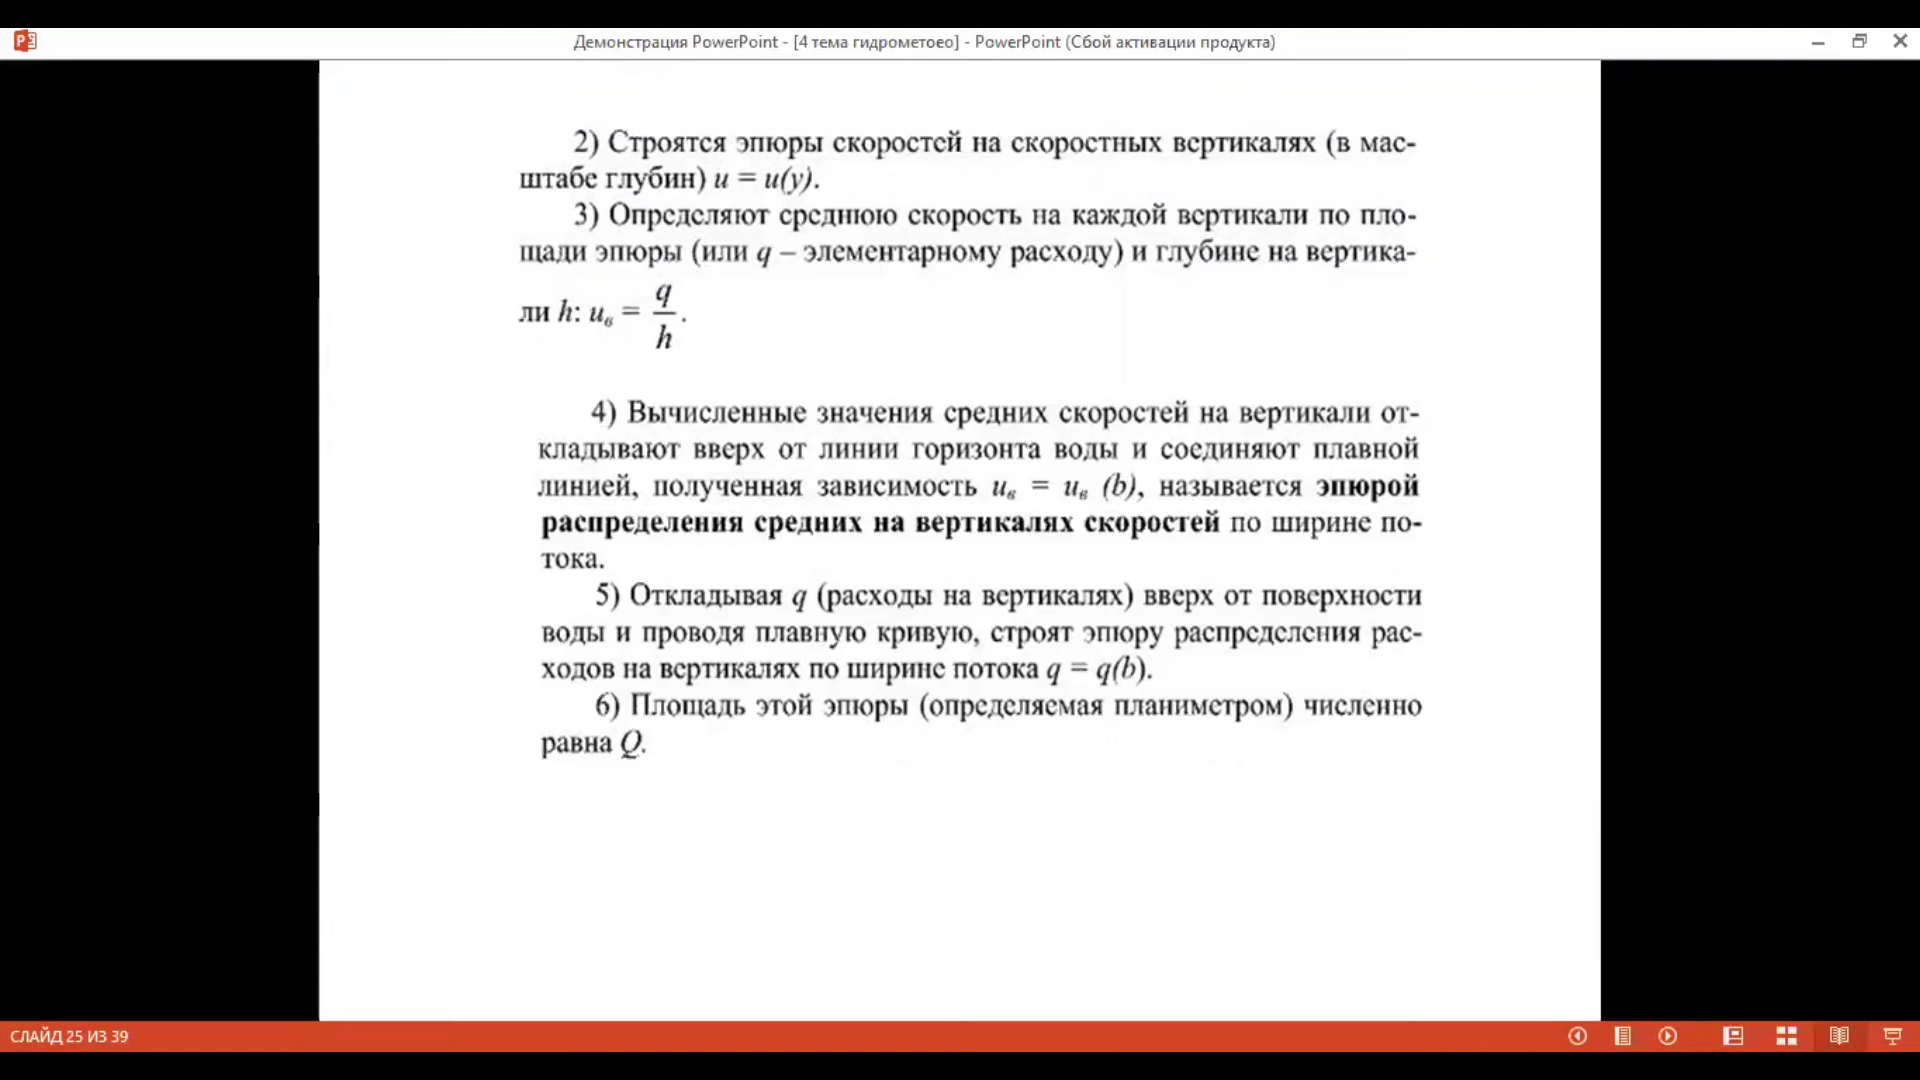 Демонстрация PowerPoint - [4 тема гидрометоео] - PowerPoint (Сбой активации продукта)
2) Строятся эпюры скоростей на скоростных вертикалях (в мас-
штабе глубин) u = u(y).
3) Определяют среднюю скорость на каждой вертикали по пло-
щади эпюры (или q – элементарному расходу) и глубине на вертика-
ли h: uв = q/h.
4) Вычисленные значения средних скоростей на вертикали от-
кладывают вверх от линии горизонта воды и соединяют плавной
линией, полученная зависимость uв = uв (b), называется эпюрой
распределения средних на вертикалях скоростей по ширине по-
тока.
5) Откладывая q (расходы на вертикалях) вверх от поверхности
воды и проводя плавную кривую, строят эпюру распределения рас-
ходов на вертикалях по ширине потока q = q(b).
6) Площадь этой эпюры (определяемая планиметром) численно
равна Q.
СЛАЙД 25 ИЗ 39